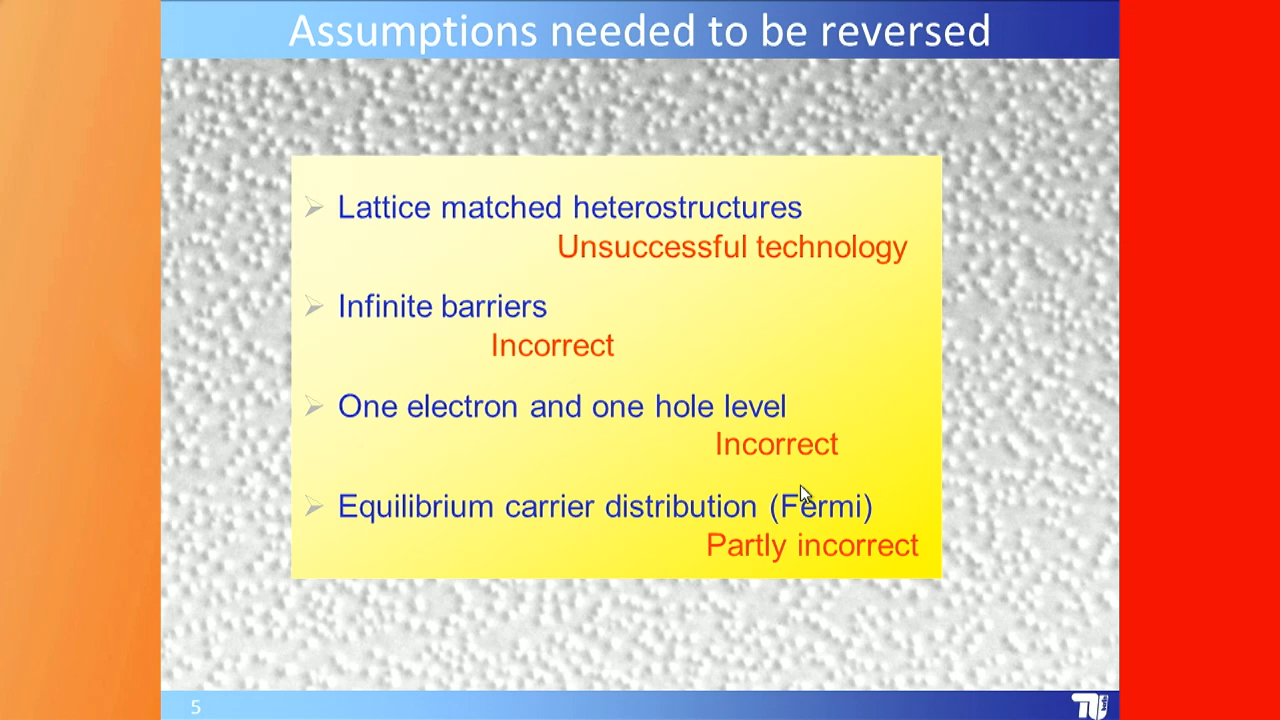 Assumptions needed to be reversed
Lattice matched heterostructures
Unsuccessful technology
Infinite barriers
Incorrect
One electron and one hole level
Incorrect
Equilibrium carrier distribution (Fermi)
Partly incorrect
5